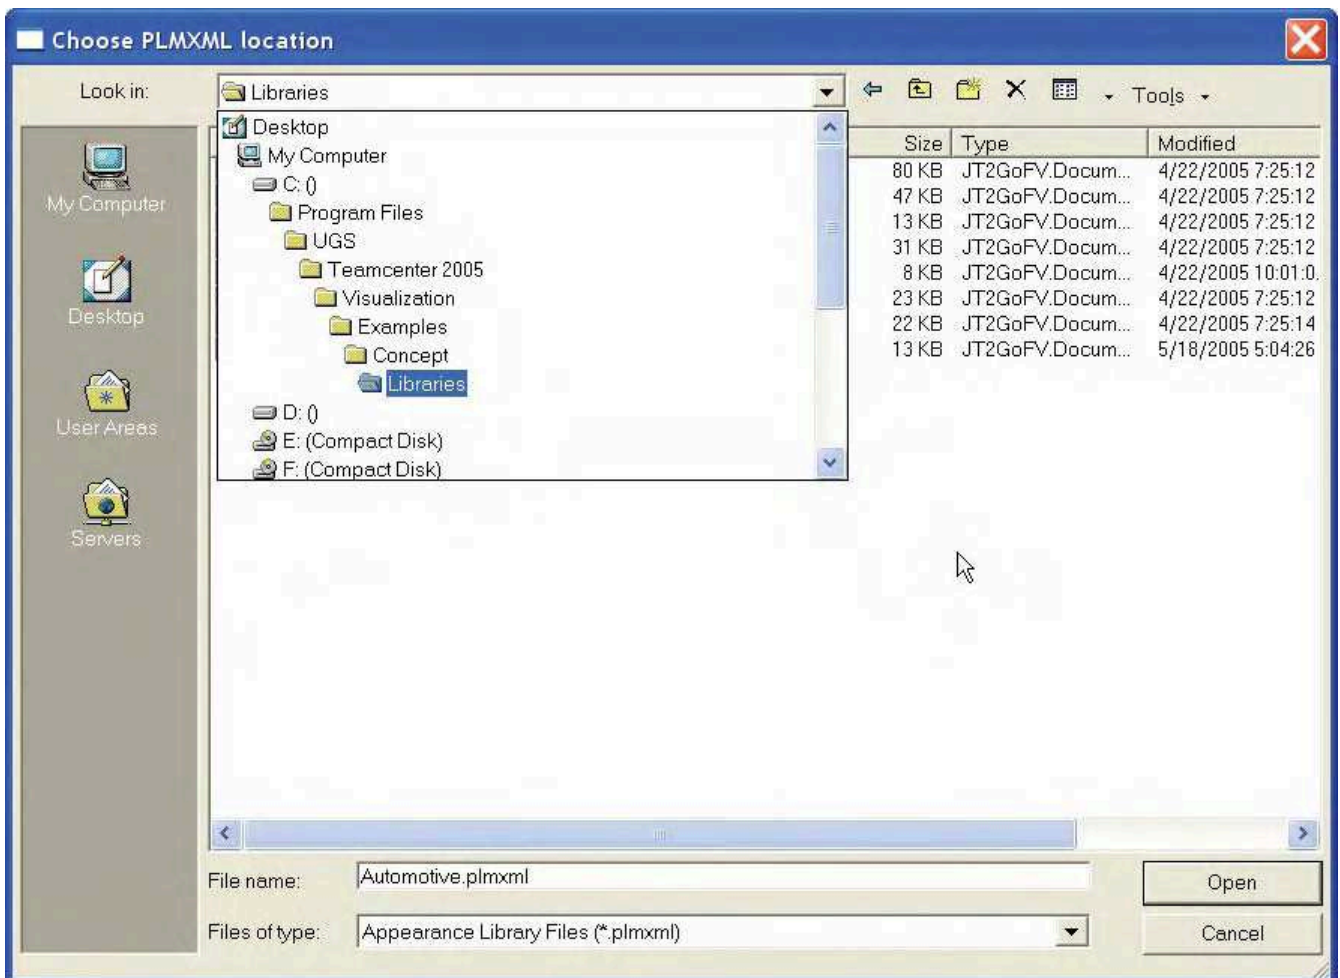 Choose PLMXML location
Look in:
Libraries
Tools
Desktop
My Computer
C: ()
Program Files
UGS
Teamcenter 2005
Visualization
Examples
Concept
Libraries
D: ()
E: (Compact Disk)
F: (Compact Disk)
My Computer
Desktop
User Areas
Servers
Size Type Modified
80 KB JT2GoFV.Docum... 4/22/2005 7:25:12
47 KB JT2GoFV.Docum... 4/22/2005 7:25:12
13 KB JT2GoFV.Docum... 4/22/2005 7:25:12
31 KB JT2GoFV.Docum... 4/22/2005 7:25:12
8 KB JT2GoFV.Docum... 4/22/2005 10:01:0.
23 KB JT2GoFV.Docum... 4/22/2005 7:25:12
22 KB JT2GoFV.Docum... 4/22/2005 7:25:14
13 KB JT2GoFV.Docum... 5/18/2005 5:04:26
File name: Automotive.plmxml
Open
Files of type: Appearance Library Files (*.plmxml)
Cancel